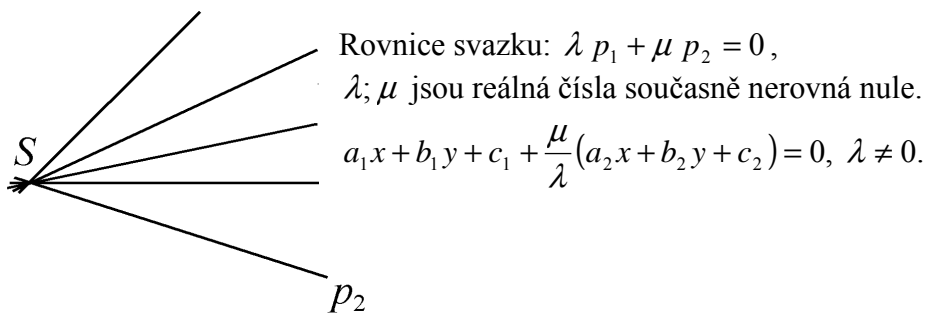 Rovnice svazku: λ p₁ + μ p₂ = 0,
λ; μ jsou reálná čísla současně nerovná nule.
S
a₁x + b₁y + c₁ + \frac{μ}{λ}(a₂x + b₂y + c₂) = 0, λ ≠ 0.
p₂